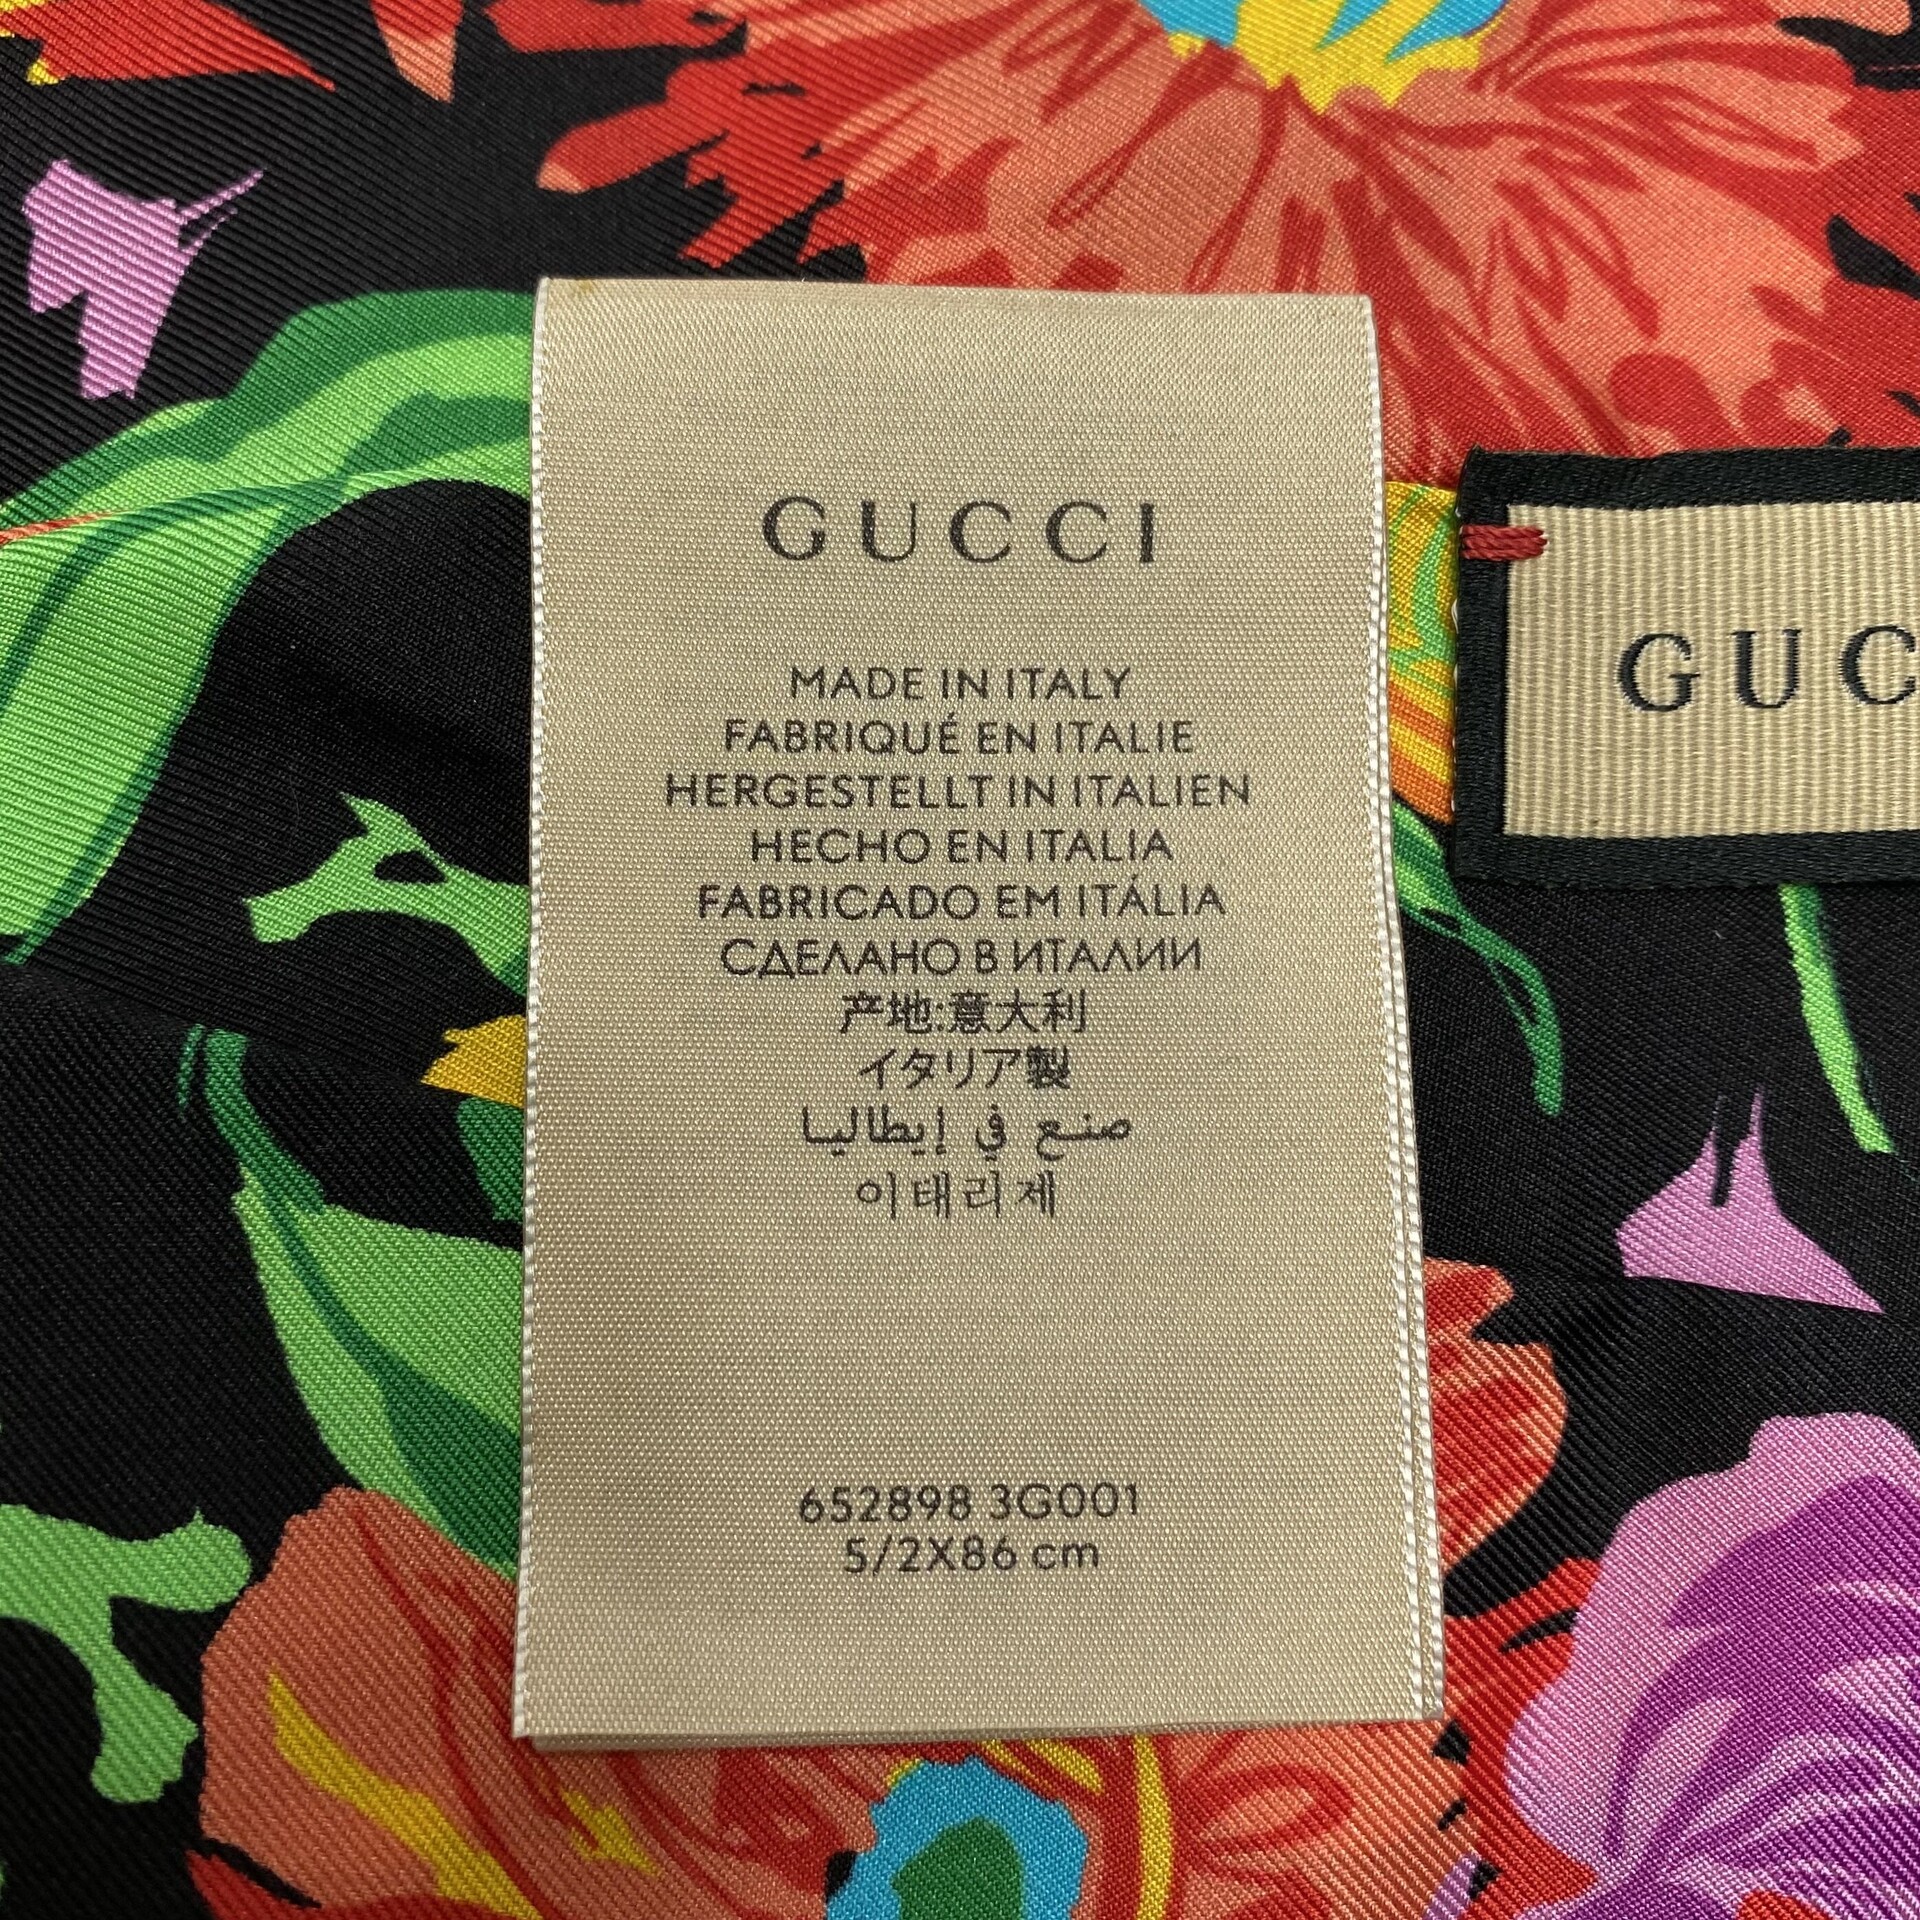 GUCCI
MADE IN ITALY
FABRIQUÉ EN ITALIE
HERGESTELLT IN ITALIEN
HECHO EN ITALIA
FABRICADO EM ITÁLIA
СДЕЛАНО В ИТАЛИИ
产地:意大利
イタリア製
صنع في إيطاليا
이태리제
652898 3G001
5/2X86 cm
GUC